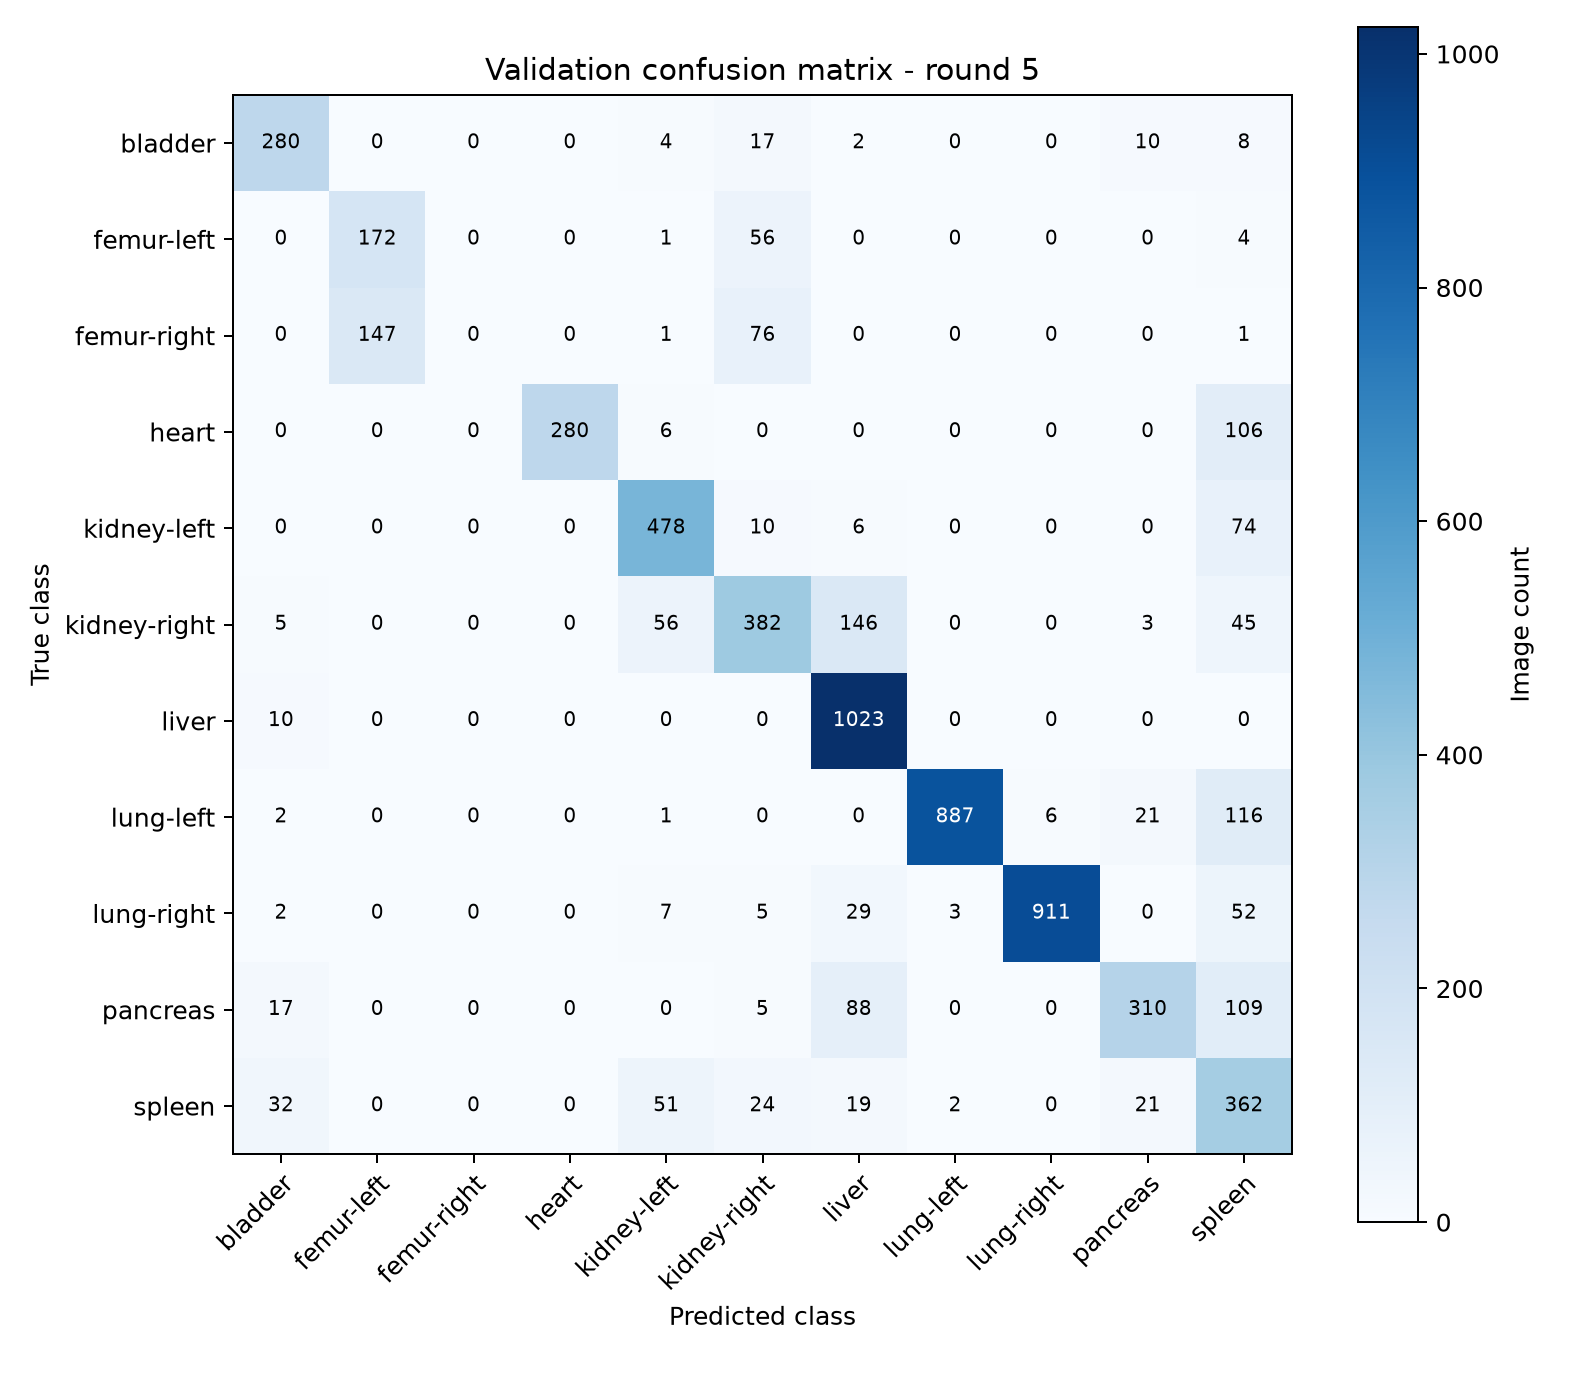 Validation confusion matrix - round 5
bladder 280 0 0 0 4 17 2 0 0 10 8
femur-left 0 172 0 0 1 56 0 0 0 0 4
femur-right 0 147 0 0 1 76 0 0 0 0 1
heart 0 0 0 280 6 0 0 0 0 0 106
kidney-left 0 0 0 0 478 10 6 0 0 0 74
kidney-right 5 0 0 0 56 382 146 0 0 3 45
liver 10 0 0 0 0 0 1023 0 0 0 0
lung-left 2 0 0 0 1 0 0 887 6 21 116
lung-right 2 0 0 0 7 5 29 3 911 0 52
pancreas 17 0 0 0 0 5 88 0 0 310 109
spleen 32 0 0 0 51 24 19 2 0 21 362
bladder femur-left femur-right heart kidney-left kidney-right liver lung-left lung-right pancreas spleen
Predicted class
True class
1000
800
600
400
200
0
Image count